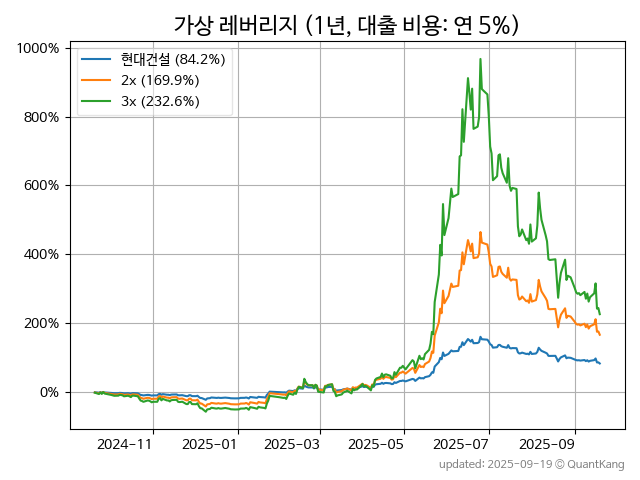 가상 레버리지 (1년, 대출 비용: 연 5%)
1000%
800%
600%
400%
200%
0%
현대건설 (84.2%)
2x (169.9%)
3x (232.6%)
2024-11
2025-01
2025-03
2025-05
2025-07
2025-09
updated: 2025-09-19 © QuantKang